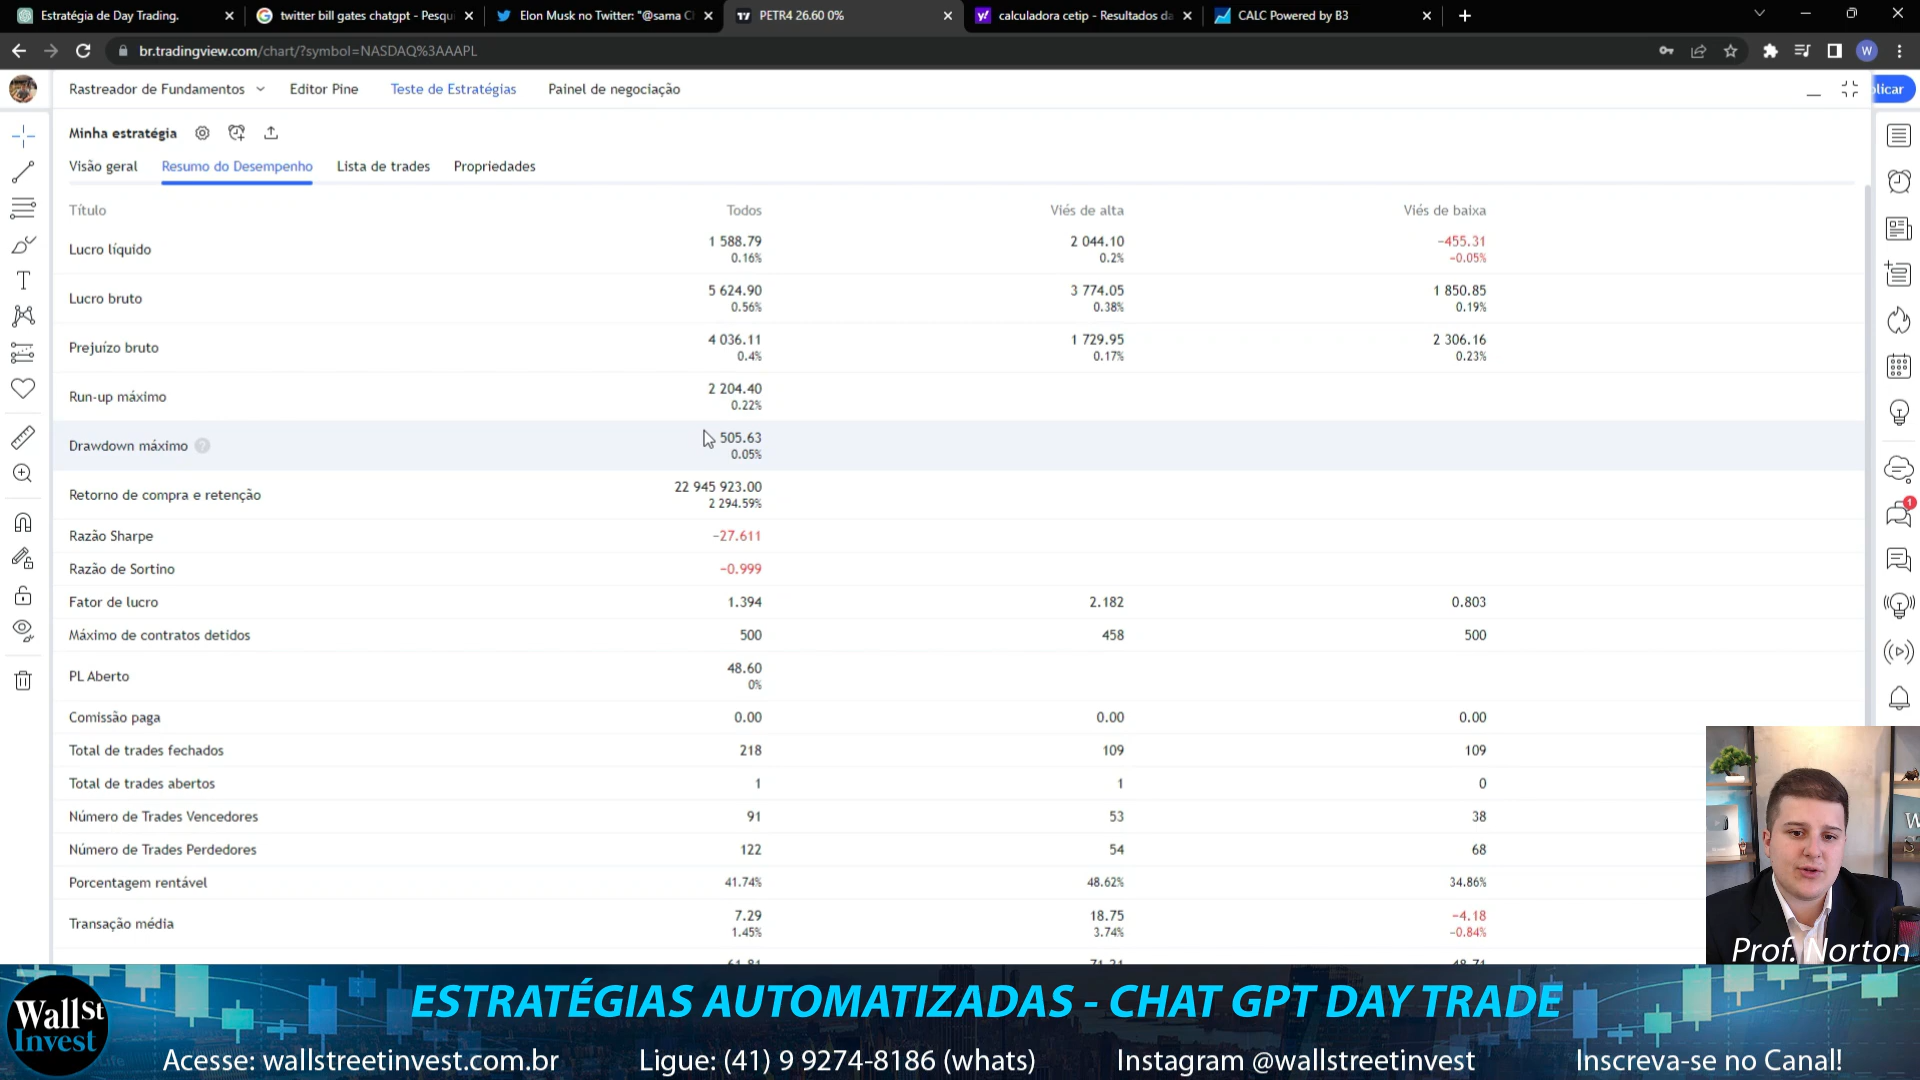 Estratégia de Day Trading.
twitter bill gates chatgpt - Pesqu
Elon Musk no Twitter: "@sama C
PETR4 26.60 0%
calculadora cetip - Resultados da
CALC Powered by B3
br.tradingview.com/chart/?symbol=NASDAQ%3AAAPL
W
Rastreador de Fundamentos
Editor Pine
Teste de Estratégias
Painel de negociação
licar
Minha estratégia
Visão geral
Resumo do Desempenho
Lista de trades
Propriedades
Título Todos Viés de alta Viés de baixa
Lucro líquido 1 588.79 2 044.10 −455.31
0.16% 0.2% −0.05%
Lucro bruto 5 624.90 3 774.05 1 850.85
0.56% 0.38% 0.19%
Prejuízo bruto 4 036.11 1 729.95 2 306.16
0.4% 0.17% 0.23%
Run-up máximo 2 204.40
0.22%
Drawdown máximo 505.63
0.05%
Retorno de compra e retenção 22 945 923.00
2 294.59%
Razão Sharpe −27.611
Razão de Sortino −0.999
Fator de lucro 1.394 2.182 0.803
Máximo de contratos detidos 500 458 500
PL Aberto 48.60
0%
Comissão paga 0.00 0.00 0.00
Total de trades fechados 218 109 109
Total de trades abertos 1 1 0
Número de Trades Vencedores 91 53 38
Número de Trades Perdedores 122 54 68
Porcentagem rentável 41.74% 48.62% 34.86%
Transação média 7.29 18.75 −4.18
1.45% 3.74% −0.84%
1
Prof. Norton
WallSt
Invest
ESTRATÉGIAS AUTOMATIZADAS - CHAT GPT DAY TRADE
Acesse: wallstreetinvest.com.br
Ligue: (41) 9 9274-8186 (whats)
Instagram @wallstreetinvest
Inscreva-se no Canal!